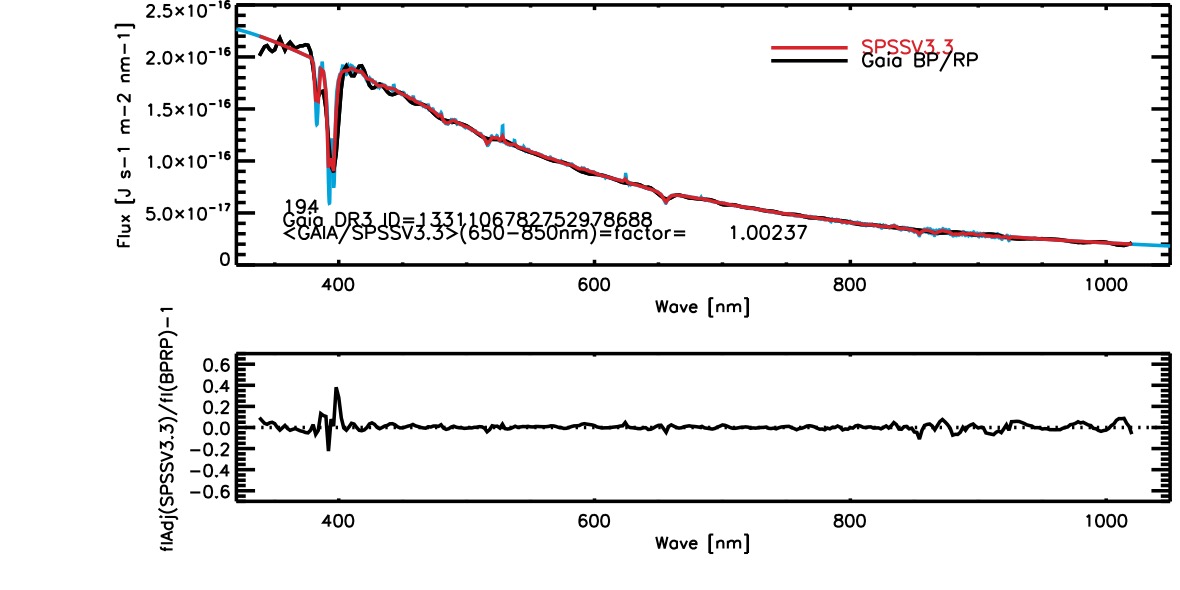 2.5×10−16
2.0×10−16
1.5×10−16
1.0×10−16
5.0×10−17
0
Flux [J s−1 m−2 nm−1]
SPSSV3.3
Gaia BP/RP
194
Gaia DR3 ID=1331106782752978688
<GAIA/SPSSV3.3>(650−850nm)=factor= 1.00237
400 600 800 1000
Wave [nm]
flAdj(SPSSV3.3)/fl(BPRP)−1
0.6
0.4
0.2
0.0
−0.2
−0.4
−0.6
400 600 800 1000
Wave [nm]